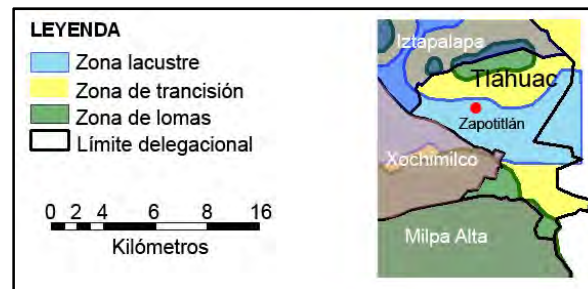 LEYENDA
Zona lacustre
Zona de trancisión
Zona de lomas
Límite delegacional
0 2 4 6 8 16
Kilómetros
Iztapalapa
Tláhuac
Zapotitlán
Xochimilco
Milpa Alta